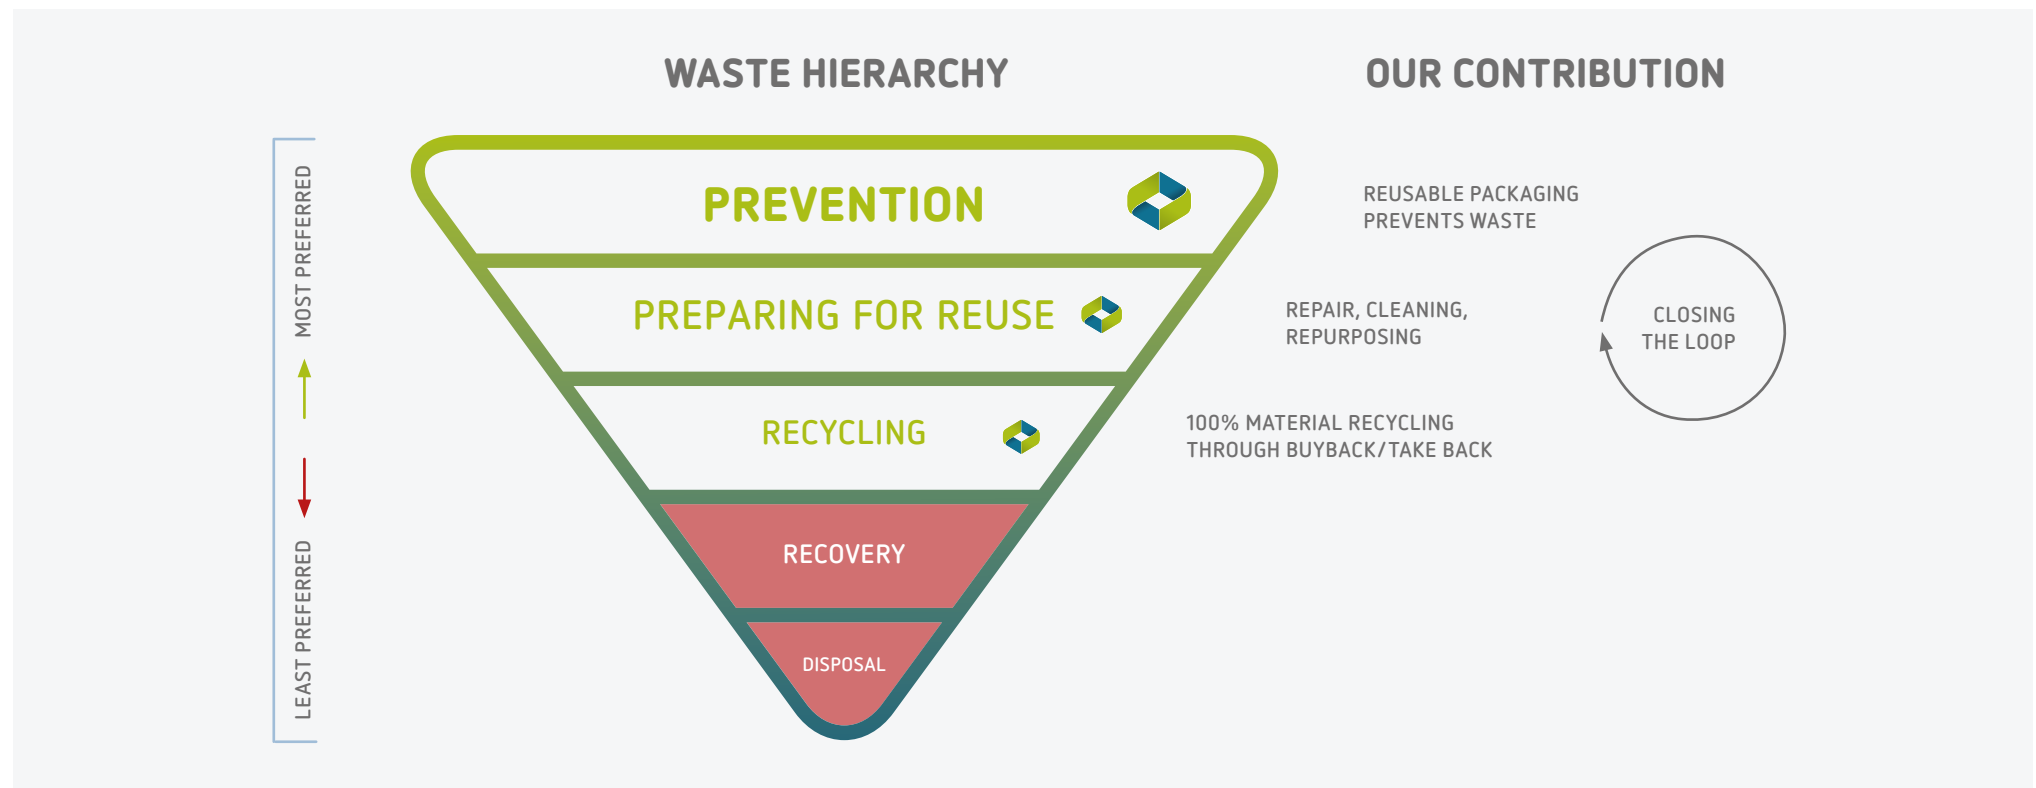 WASTE HIERARCHY
OUR CONTRIBUTION
MOST PREFERRED
LEAST PREFERRED
PREVENTION
REUSABLE PACKAGING
PREVENTS WASTE
PREPARING FOR REUSE
REPAIR, CLEANING,
REPURPOSING
CLOSING
THE LOOP
RECYCLING
100% MATERIAL RECYCLING
THROUGH BUYBACK/TAKE BACK
RECOVERY
DISPOSAL